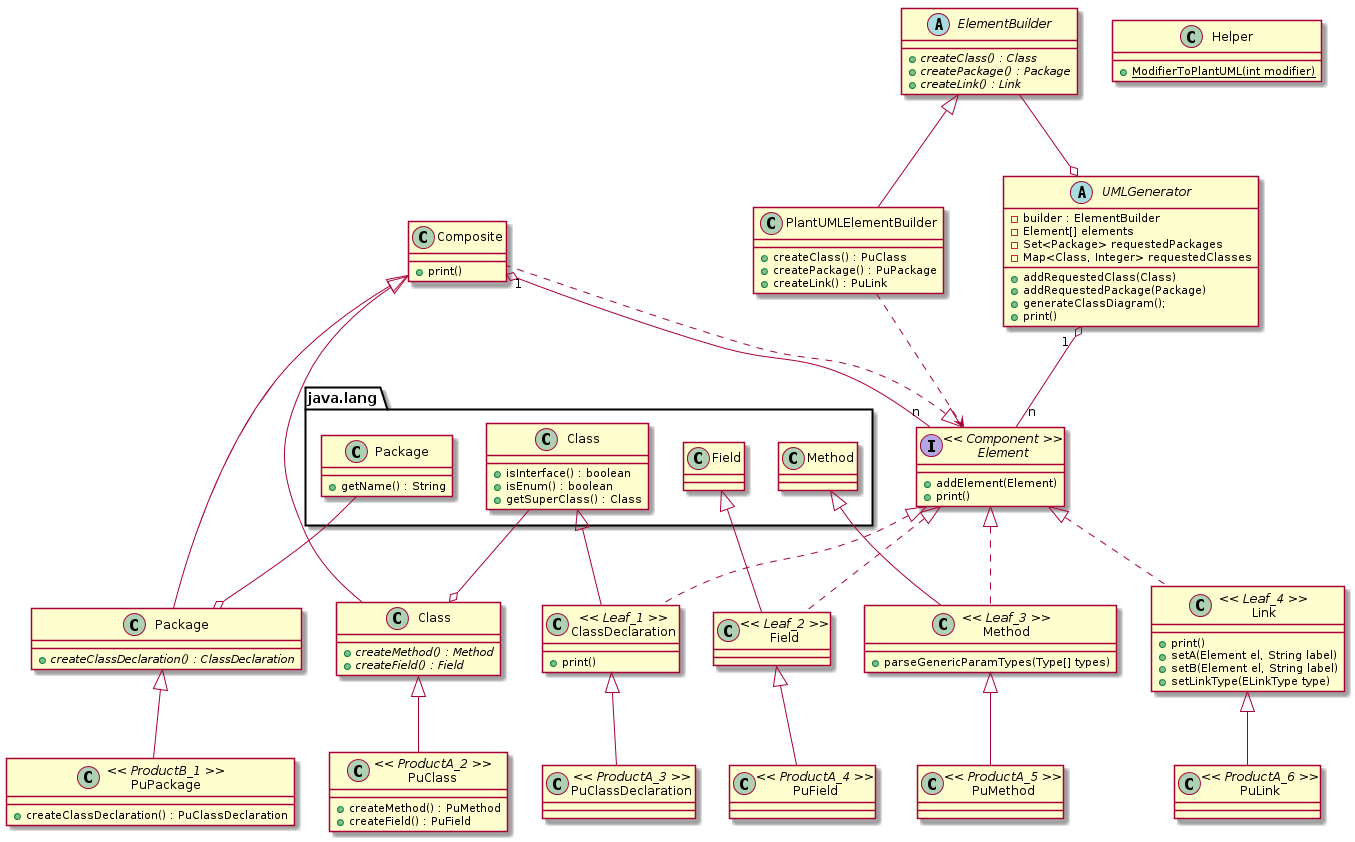 A ElementBuilder
createClass() : Class
createPackage() : Package
createLink() : Link
C Helper
ModifierToPlantUML(int modifier)
A UMLGenerator
builder : ElementBuilder
Element[] elements
Set<Package> requestedPackages
Map<Class, Integer> requestedClasses
addRequestedClass(Class)
addRequestedPackage(Package)
generateClassDiagram();
print()
C PlantUMLElementBuilder
createClass() : PuClass
createPackage() : PuPackage
createLink() : PuLink
C Composite
print()
1
1
n
n
java.lang
C Package
getName() : String
C Class
isInterface() : boolean
isEnum() : boolean
getSuperClass() : Class
C Field
C Method
I << Component >>
Element
addElement(Element)
print()
C Package
createClassDeclaration() : ClassDeclaration
C Class
createMethod() : Method
createField() : Field
C << Leaf_1 >>
ClassDeclaration
print()
C << Leaf_2 >>
Field
C << Leaf_3 >>
Method
parseGenericParamTypes(Type[] types)
C << Leaf_4 >>
Link
print()
setA(Element el, String label)
setB(Element el, String label)
setLinkType(ELinkType type)
C << ProductB_1 >>
PuPackage
createClassDeclaration() : PuClassDeclaration
C << ProductA_2 >>
PuClass
createMethod() : PuMethod
createField() : PuField
C << ProductA_3 >>
PuClassDeclaration
C << ProductA_4 >>
PuField
C << ProductA_5 >>
PuMethod
C << ProductA_6 >>
PuLink